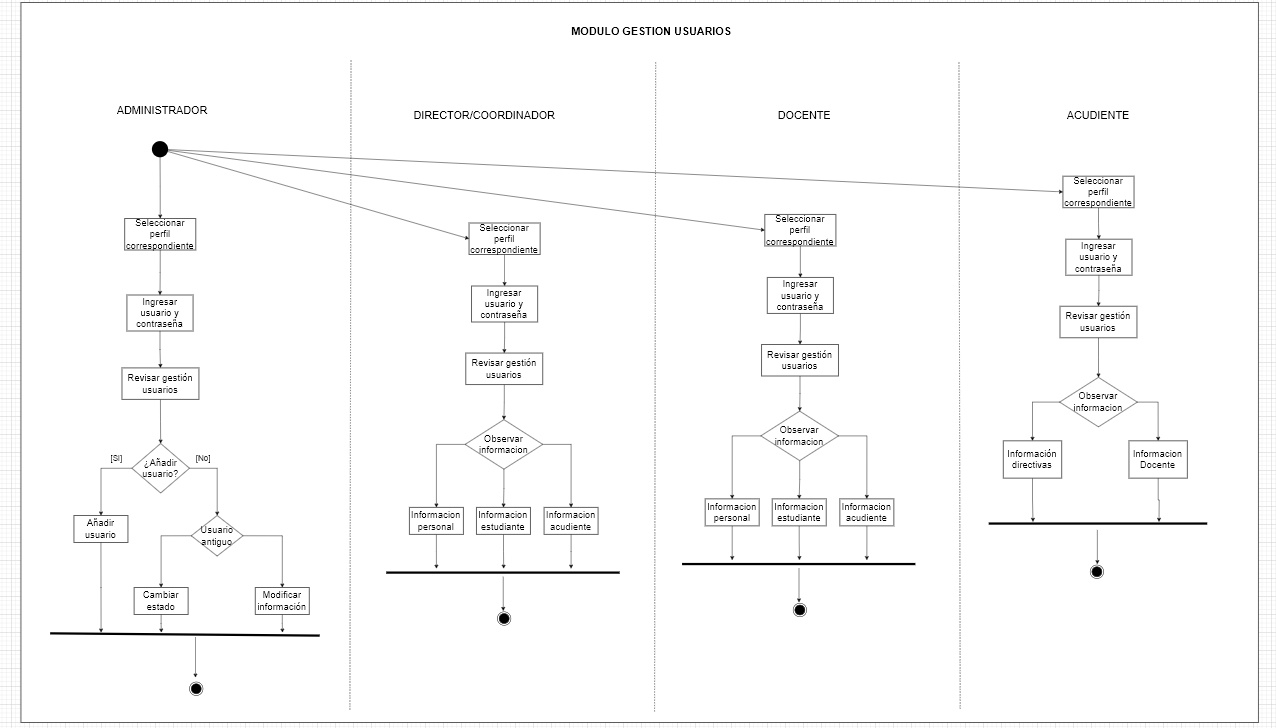 MODULO GESTION USUARIOS
ADMINISTRADOR
Seleccionar
perfil
correspondiente
Ingresar
usuario y
contraseña
Revisar gestión
usuarios
¿Añadir
usuario?
[SI]
[No]
Añadir
usuario
Usuario
antiguo
Cambiar
estado
Modificar
información
DIRECTOR/COORDINADOR
Seleccionar
perfil
correspondiente
Ingresar
usuario y
contraseña
Revisar gestión
usuarios
Observar
informacion
Informacion
personal
Informacion
estudiante
Informacion
acudiente
DOCENTE
Seleccionar
perfil
correspondiente
Ingresar
usuario y
contraseña
Revisar gestión
usuarios
Observar
informacion
Informacion
personal
Informacion
estudiante
Informacion
acudiente
ACUDIENTE
Seleccionar
perfil
correspondiente
Ingresar
usuario y
contraseña
Revisar gestión
usuarios
Observar
informacion
Información
directivas
Informacion
Docente